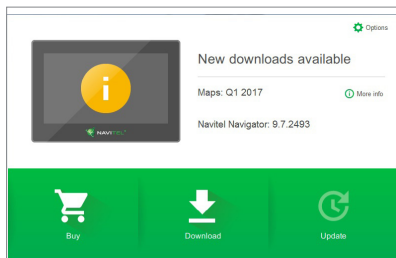 Options
New downloads available
Maps: Q1 2017
More info
Navitel Navigator: 9.7.2493
NAVITEL
Buy
Download
Update